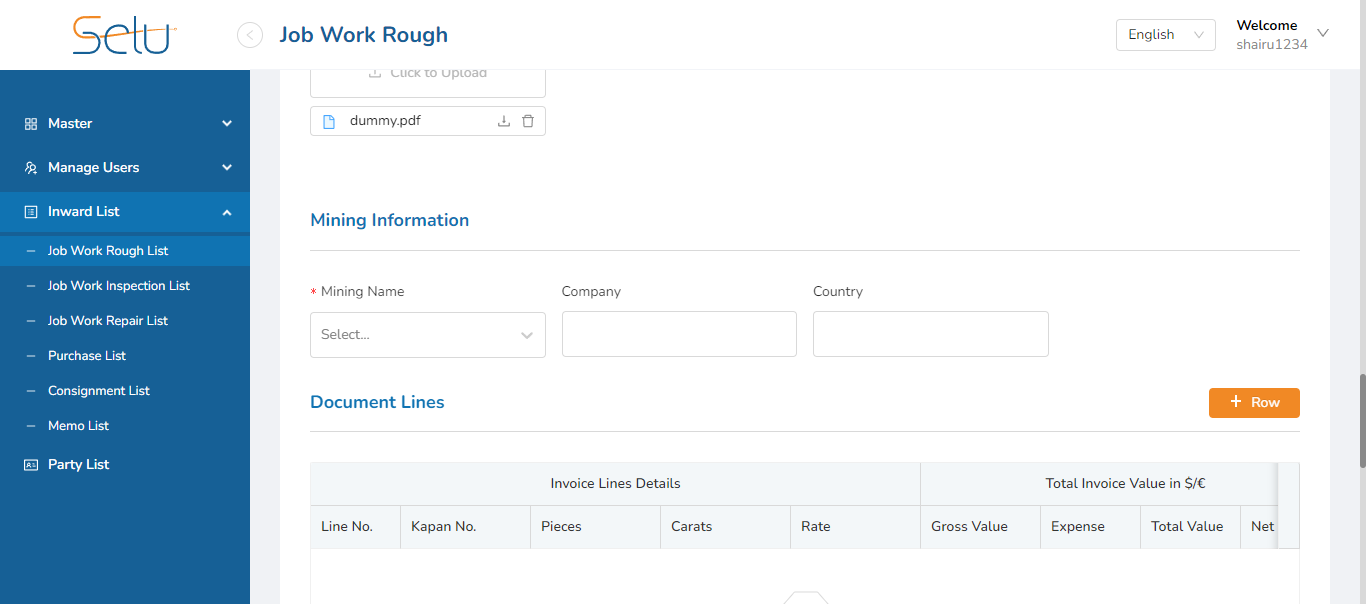 Selu
Job Work Rough
English
Welcome
shairu1234
Master
Manage Users
Inward List
Job Work Rough List
Job Work Inspection List
Job Work Repair List
Purchase List
Consignment List
Memo List
Party List
Click to Upload
dummy.pdf
Mining Information
* Mining Name
Company
Country
Select...
Document Lines
+ Row
Invoice Lines Details
Total Invoice Value in $/€
Line No.
Kapan No.
Pieces
Carats
Rate
Gross Value
Expense
Total Value
Net